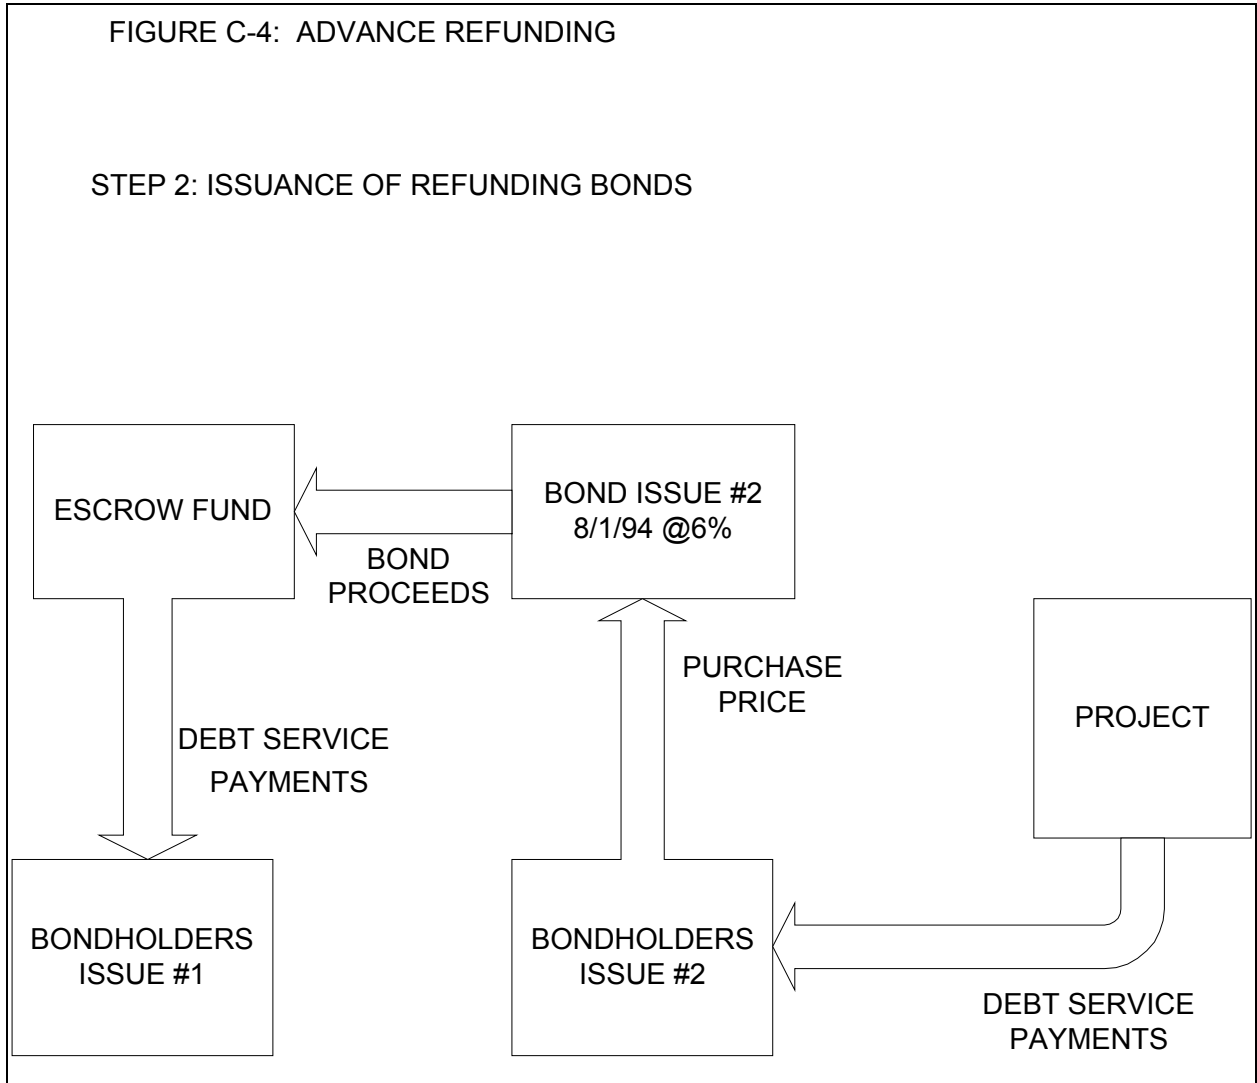 FIGURE C-4: ADVANCE REFUNDING
STEP 2: ISSUANCE OF REFUNDING BONDS
ESCROW FUND
BOND ISSUE #2
8/1/94 @6%
BOND
PROCEEDS
PURCHASE
PRICE
PROJECT
DEBT SERVICE
PAYMENTS
BONDHOLDERS
ISSUE #1
BONDHOLDERS
ISSUE #2
DEBT SERVICE
PAYMENTS